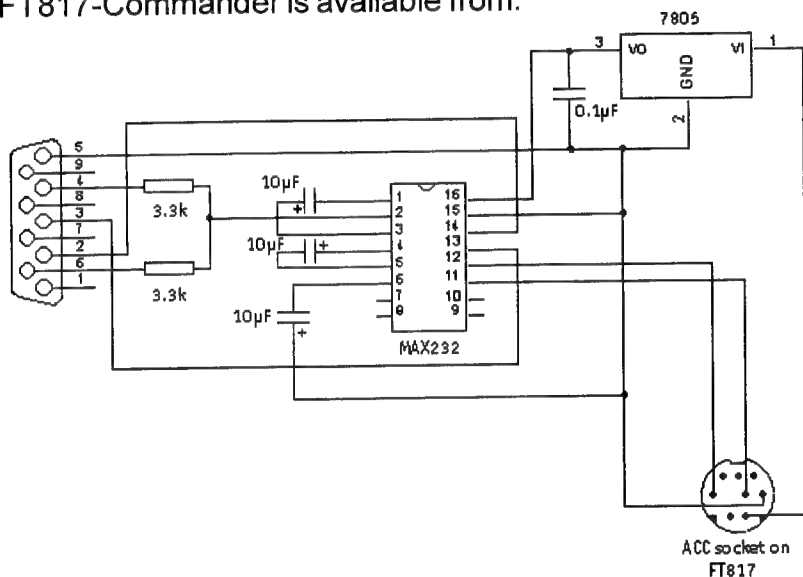 FT817-Commander is available from:
7805
3 VO VI 1
GND
2
0.1µF
5
9
4
8
3
7
2
6
1
3.3k
3.3k
10µF
10µF
10µF
+
+
+
1 16
2 15
3 14
4 13
5 12
6 11
7 10
8 9
MAX232
ACC socket on
FT817